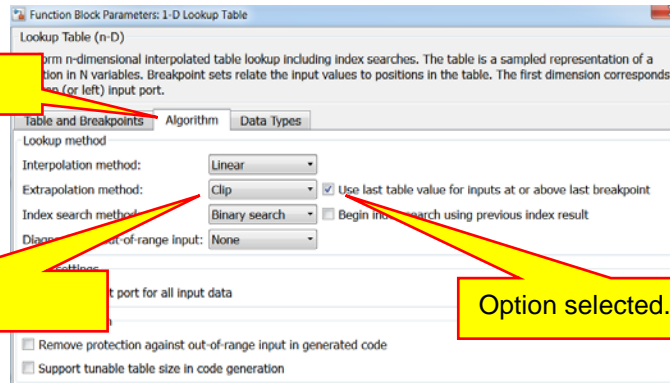 Function Block Parameters: 1-D Lookup Table
Lookup Table (n-D)
n-dimensional interpolated table lookup including index searches. The table is a sampled representation of a
in N variables. Breakpoint sets relate the input values to positions in the table. The first dimension corresponds
(or left) input port.
Table and Breakpoints Algorithm Data Types
Lookup method
Interpolation method: Linear
Extrapolation method: Clip Use last table value for inputs at or above last breakpoint
Index search method Binary search Begin index search using previous index result
out-of-range input: None
settings
port for all input data
Option selected.
Remove protection against out-of-range input in generated code
Support tunable table size in code generation